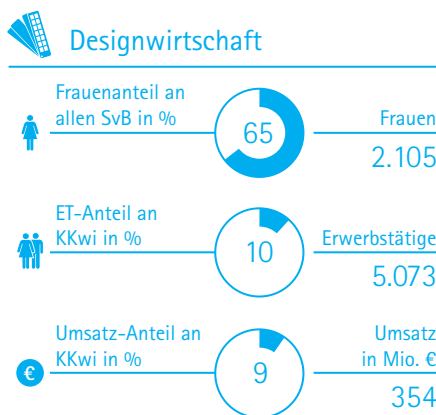 Designwirtschaft
Frauenanteil an
allen SvB in %
65
Frauen
2.105
ET-Anteil an
KKwi in %
10
Erwerbstätige
5.073
Umsatz-Anteil an
KKwi in %
€
9
Umsatz
in Mio. €
354